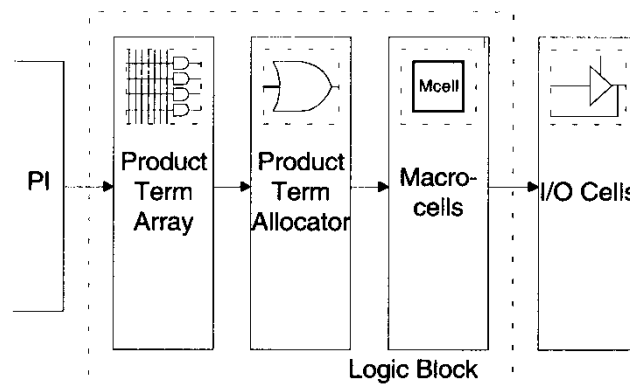 PI
Product
Term
Array
Product
Term
Allocator
Mcell
Macro-
cells
I/O Cells
Logic Block